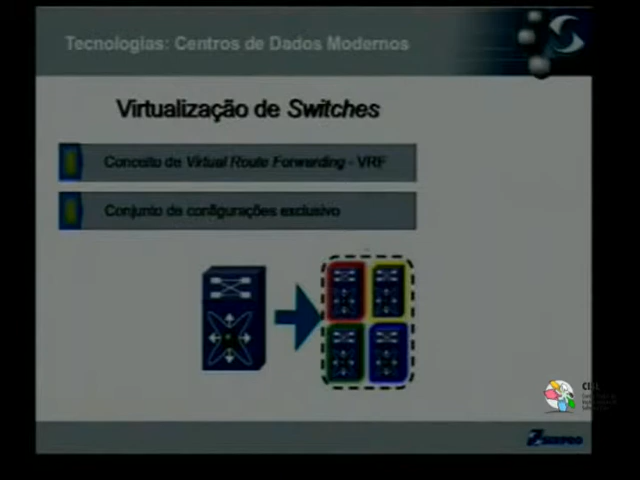 Tecnologias: Centros de Dados Modernos
Virtualização de Switches
Conceito de Virtual Route Forwarding - VRF
Conjunto de configurações exclusivo